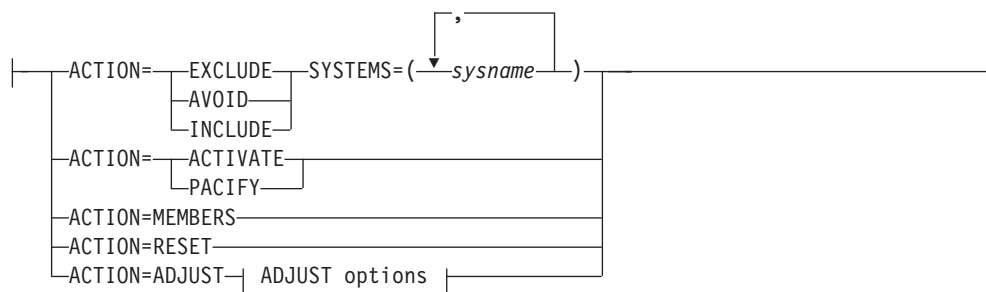 ,
ACTION= EXCLUDE SYSTEMS=( sysname )
AVOID
INCLUDE
ACTION= ACTIVATE
PACIFY
ACTION=MEMBERS
ACTION=RESET
ACTION=ADJUST ADJUST options